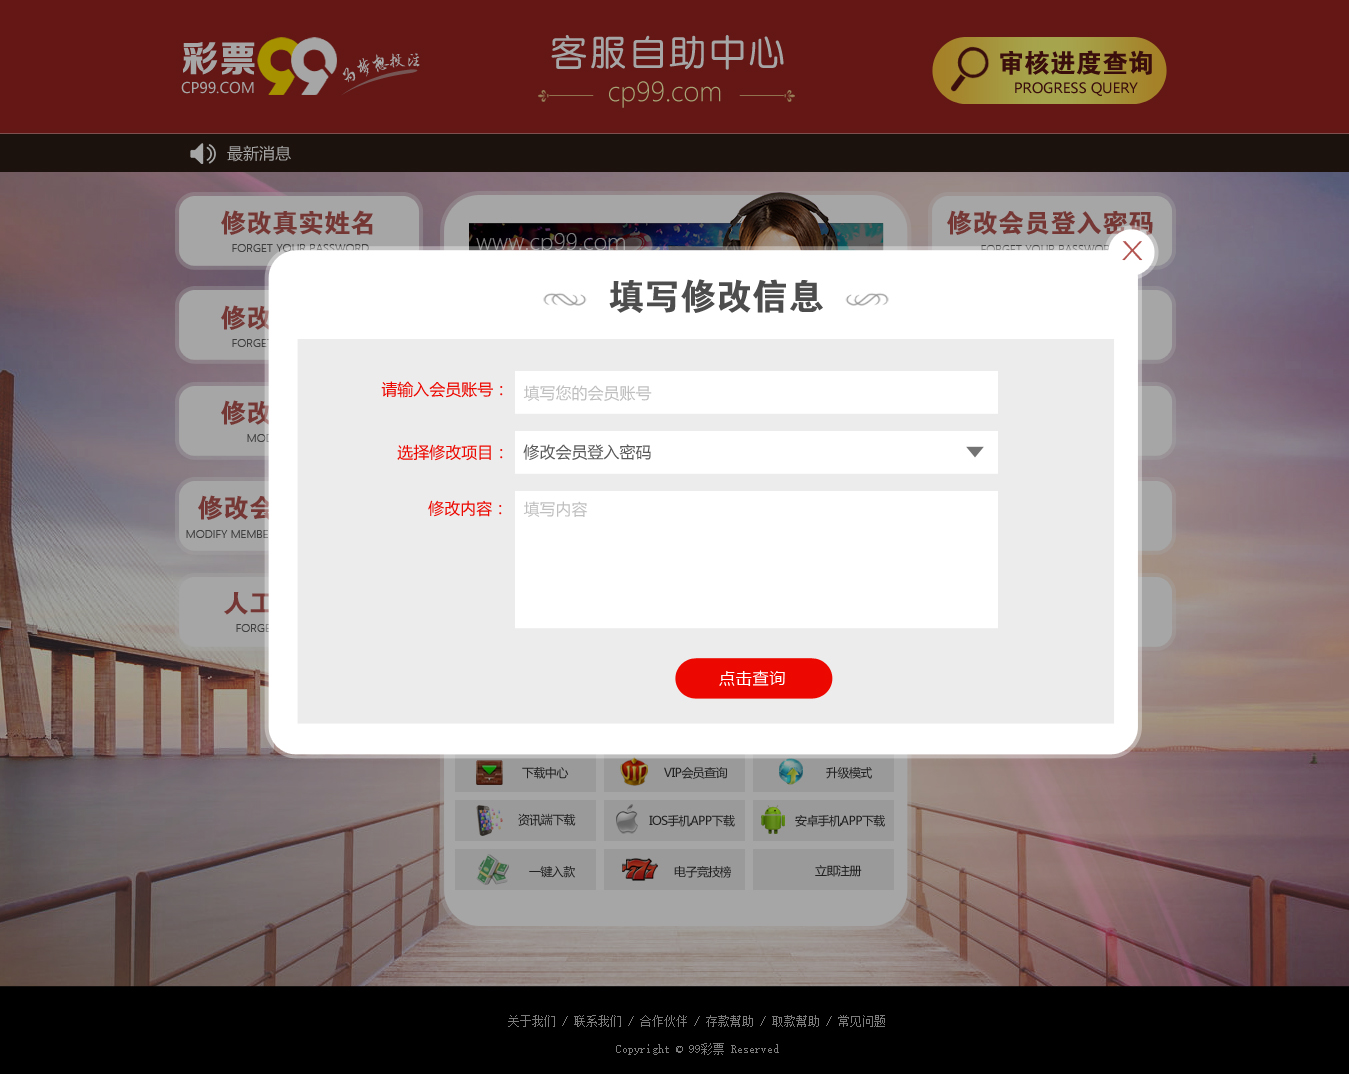 彩票99 为梦想投注
CP99.COM
客服自助中心
cp99.com
审核进度查询
PROGRESS QUERY
最新消息
修改真实姓名
FORGET YOUR PASSWORD
www.cp99.com
修改会员登入密码
FORGET YOUR PASSWOR
X
填写修改信息
修改
FORGE
请输入会员账号：
填写您的会员账号
修改
MOD
选择修改项目：
修改会员登入密码
修改会
MODIFY MEMBE
修改内容：
填写内容
人工
FORGE
点击查询
下载中心
VIP会员查询
升级模式
资讯端下载
IOS手机APP下载
安卓手机APP下载
一键入款
电子竞技榜
立即注册
关于我们 / 联系我们 / 合作伙伴 / 存款幫助 / 取款幫助 / 常见问题
Copyright © 99彩票 Reserved